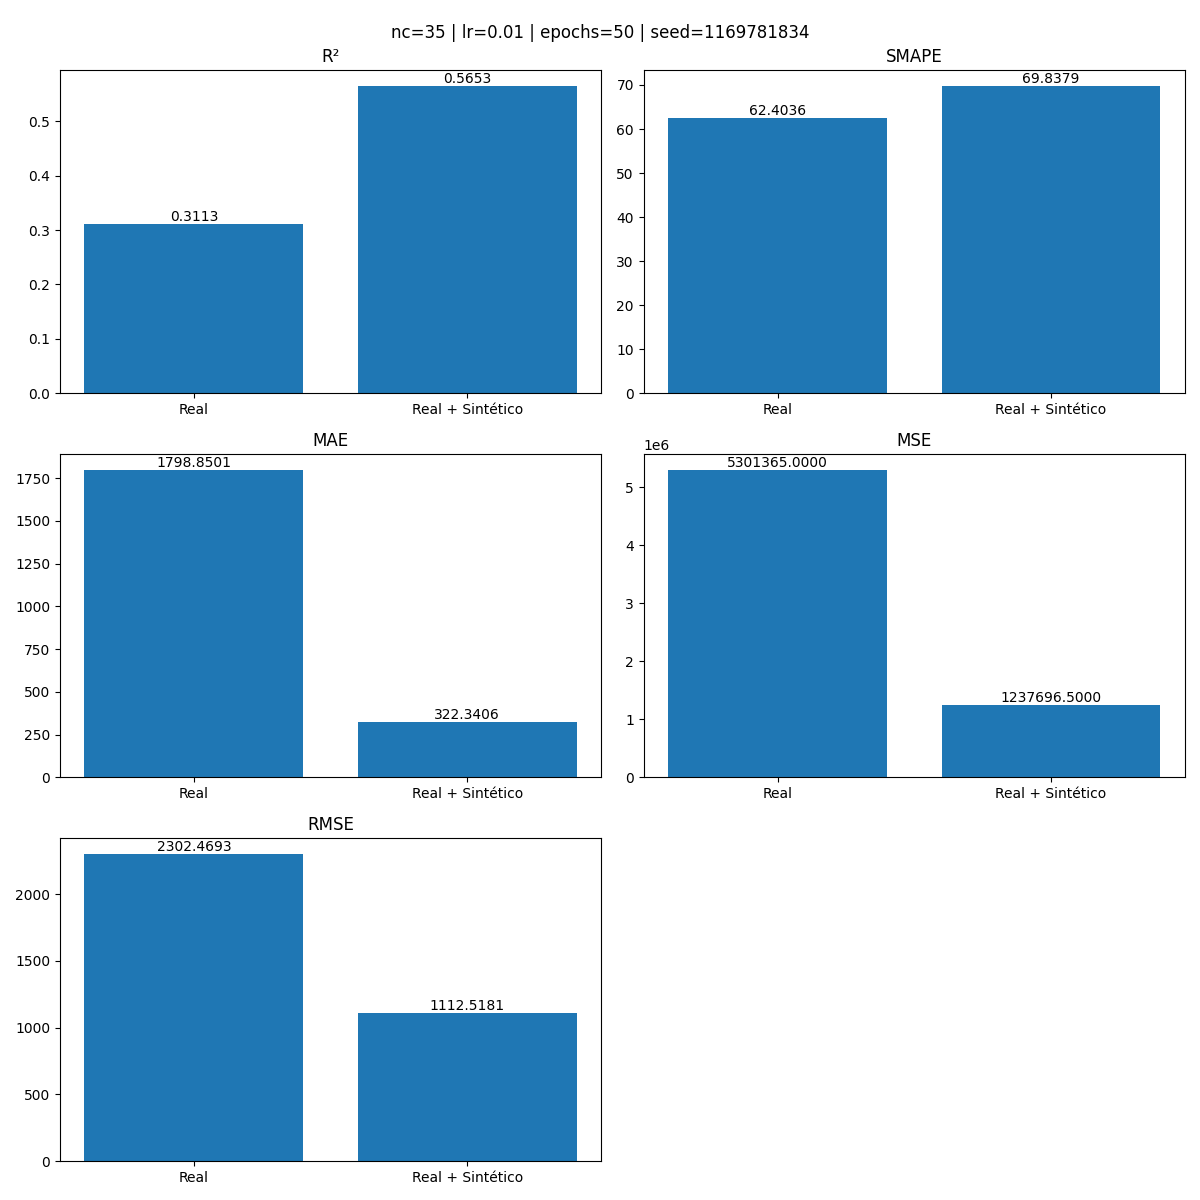 nc=35 | lr=0.01 | epochs=50 | seed=1169781834
R²
0.5653
0.5
0.4
0.3113
0.3
0.2
0.1
0.0
Real
Real + Sintético
SMAPE
69.8379
70
62.4036
60
50
40
30
20
10
0
Real
Real + Sintético
MAE
1798.8501
1750
1500
1250
1000
750
322.3406
500
250
0
Real
Real + Sintético
MSE
1e6
5301365.0000
5
4
3
2
1237696.5000
1
0
Real
Real + Sintético
RMSE
2302.4693
2000
1500
1112.5181
1000
500
0
Real
Real + Sintético